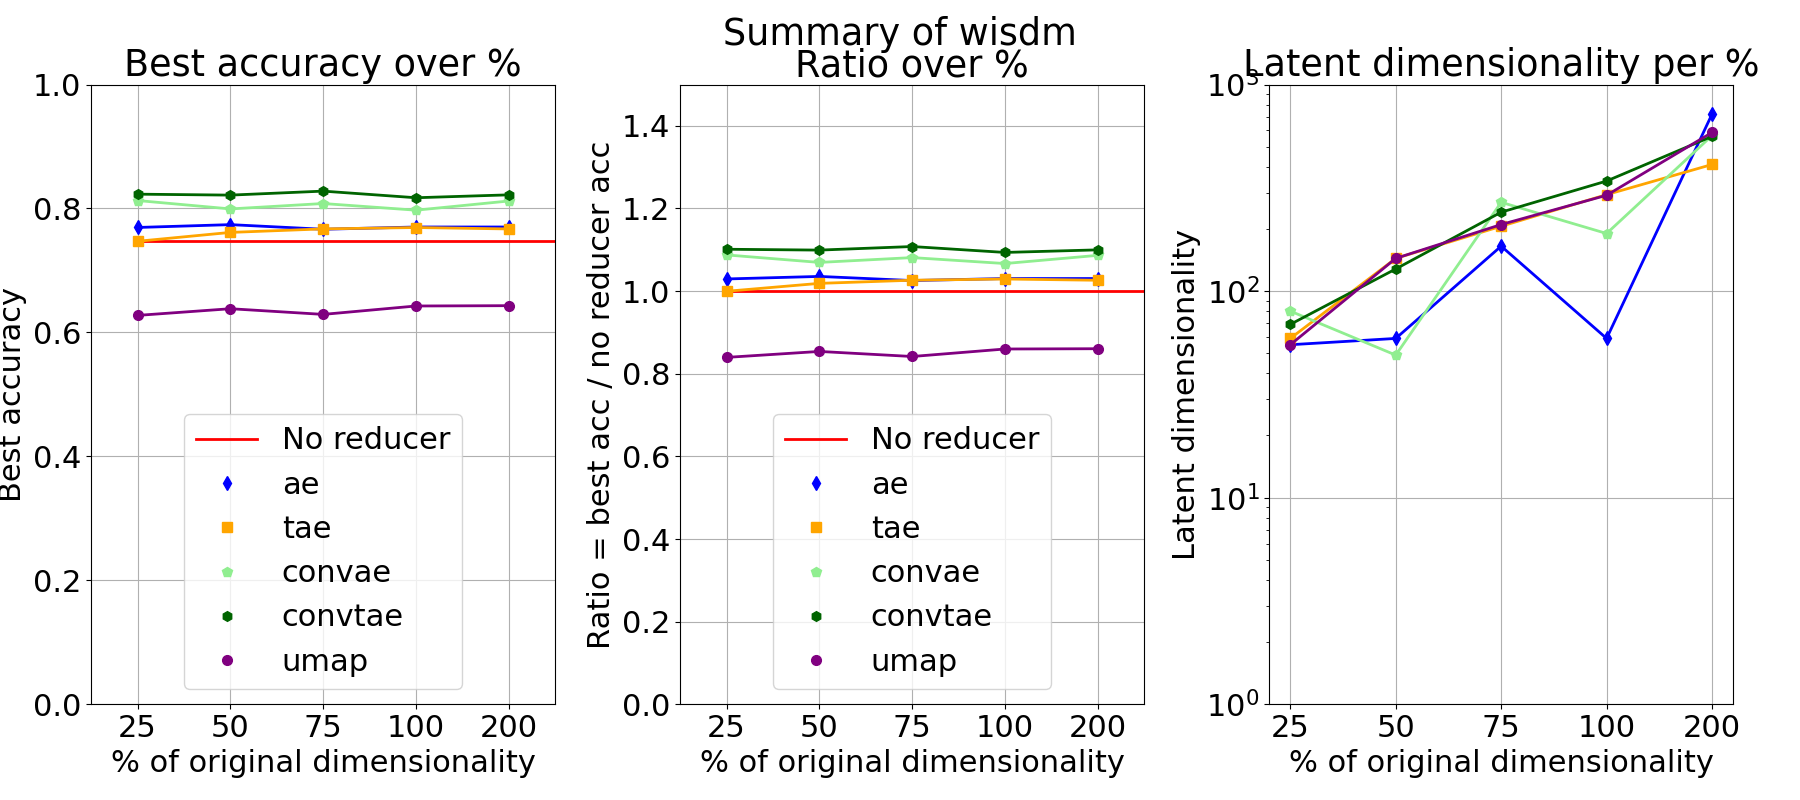 Summary of wisdm
Best accuracy over %
Best accuracy
1.0
0.8
0.6
0.4
0.2
0.0
No reducer
ae
tae
convae
convtae
umap
25 50 75 100 200
% of original dimensionality
Ratio over %
Ratio = best acc / no reducer acc
1.4
1.2
1.0
0.8
0.6
0.4
0.2
0.0
No reducer
ae
tae
convae
convtae
umap
25 50 75 100 200
% of original dimensionality
Latent dimensionality per %
Latent dimensionality
10³
10²
10¹
10⁰
25 50 75 100 200
% of original dimensionality